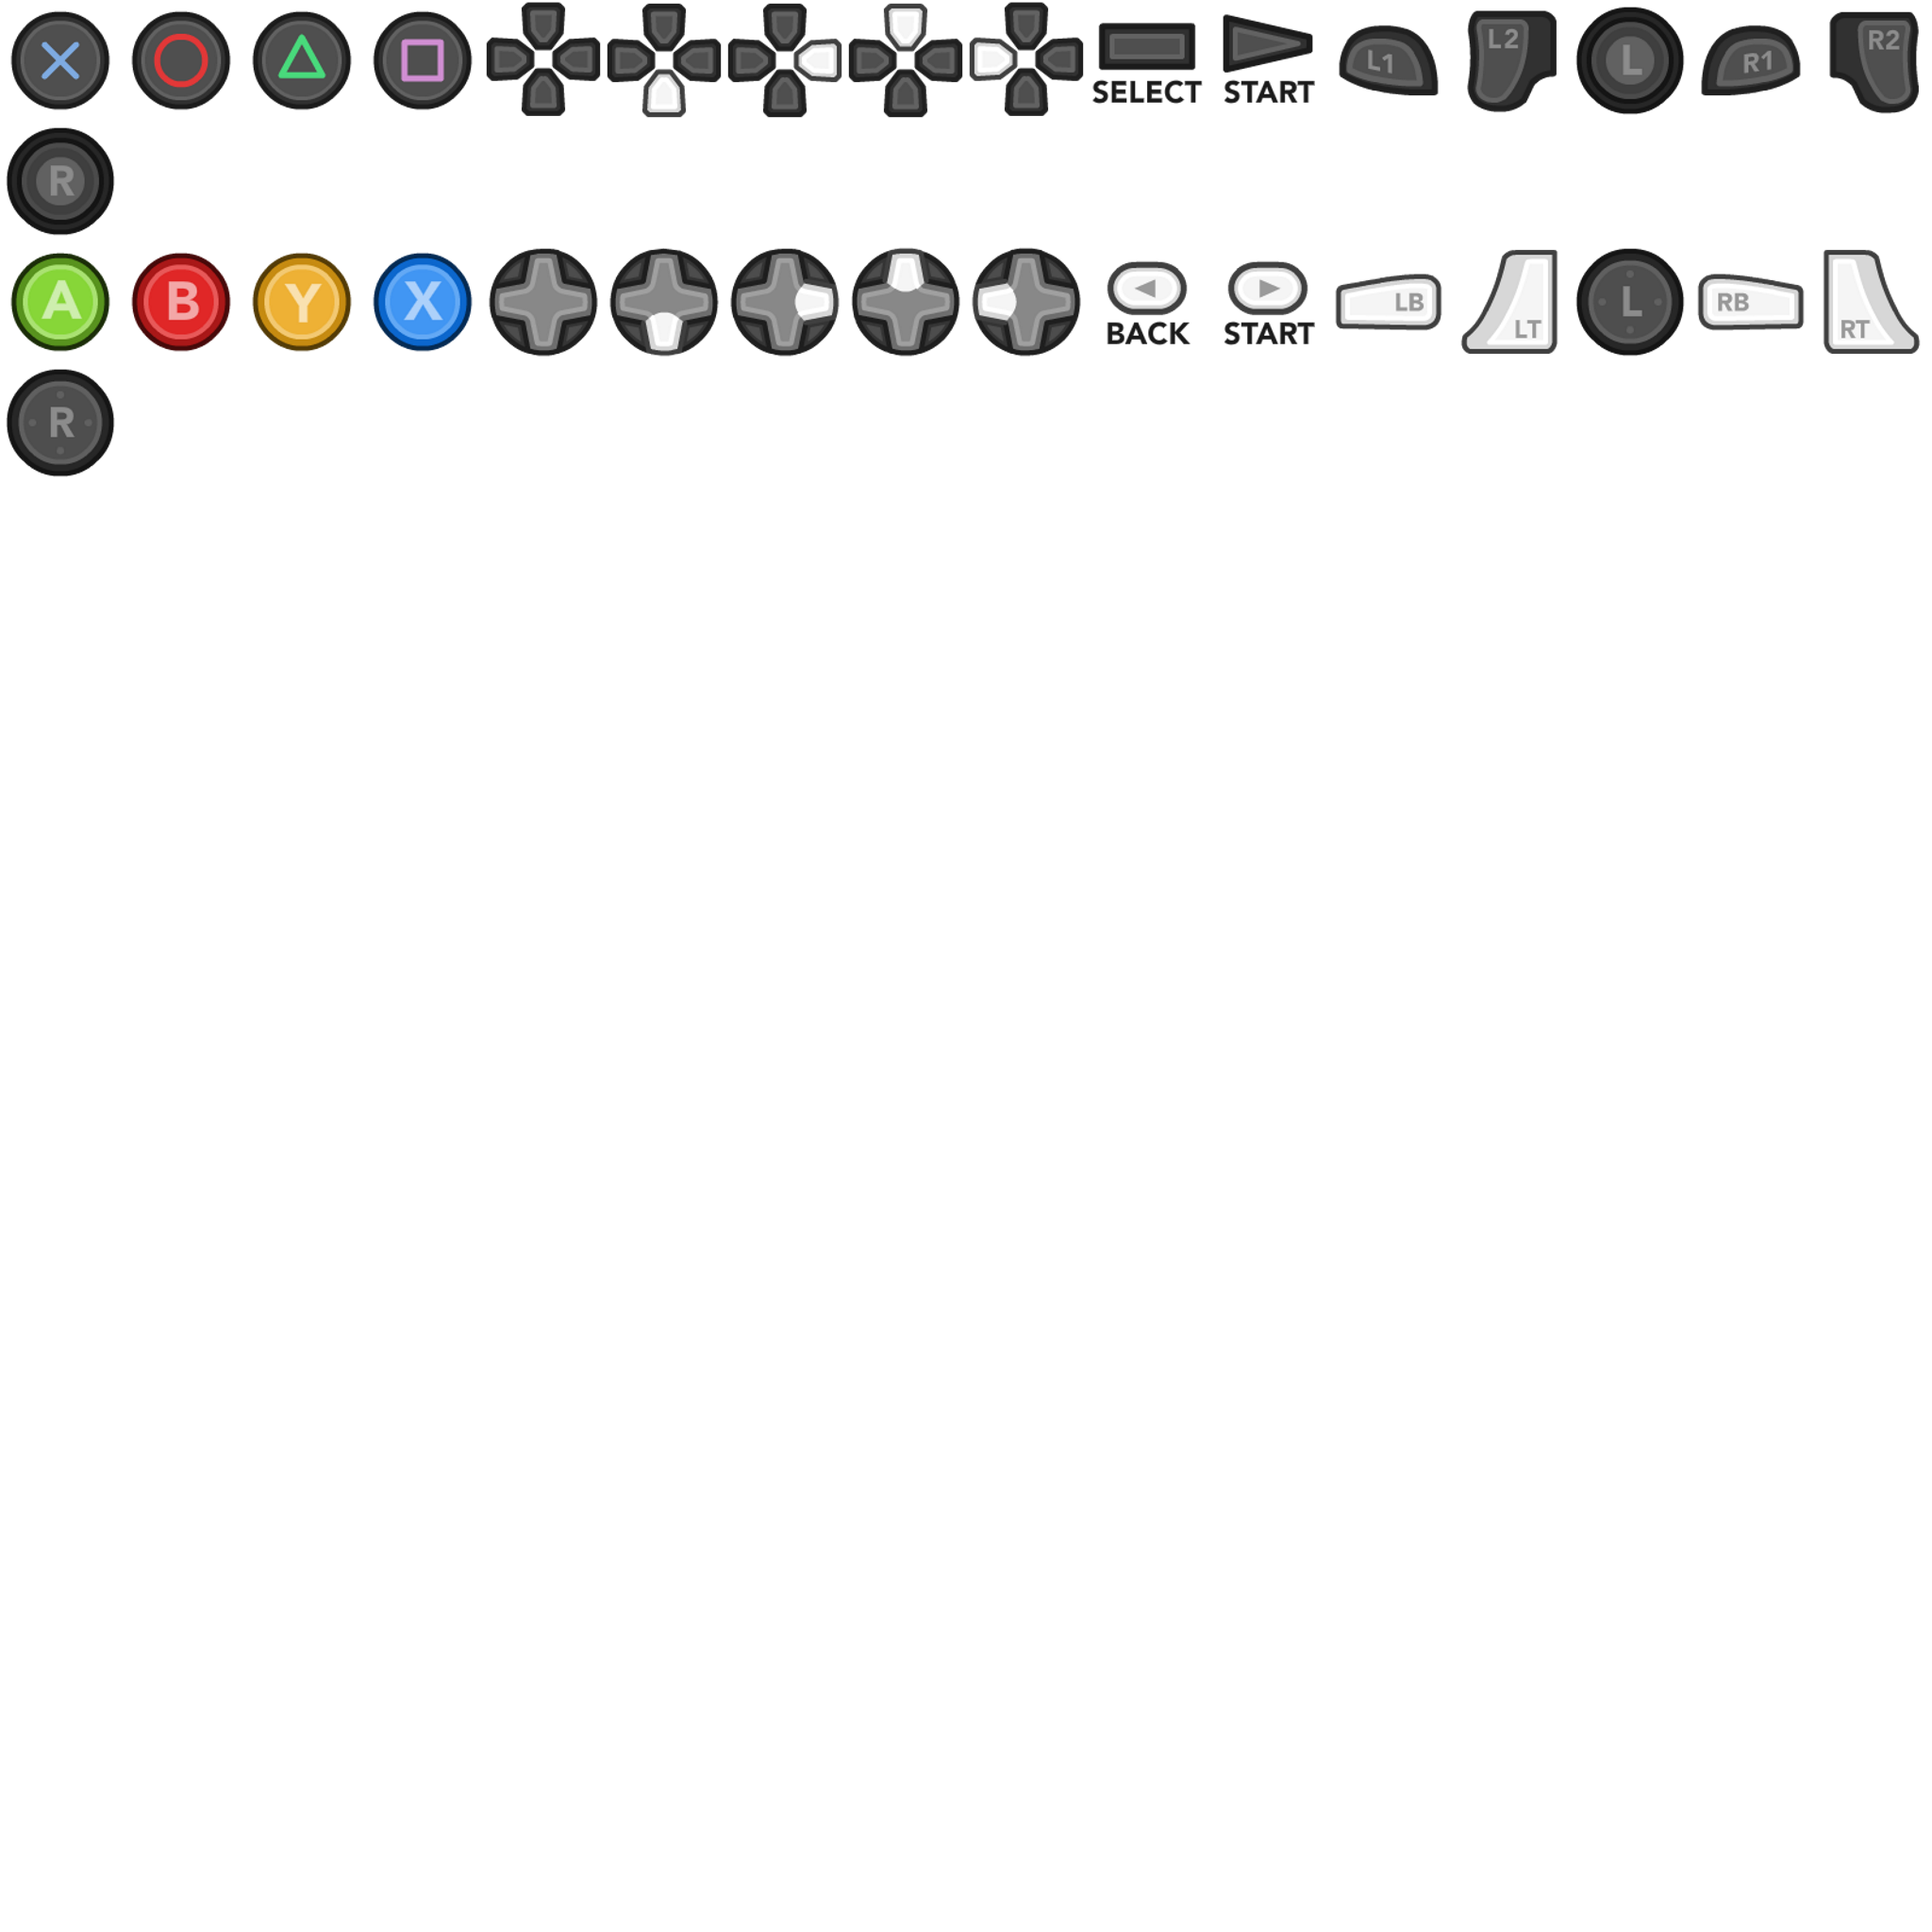 L1 L2 L R1 R2
SELECT START
R
A B Y X LB LT L RB RT
BACK START
R